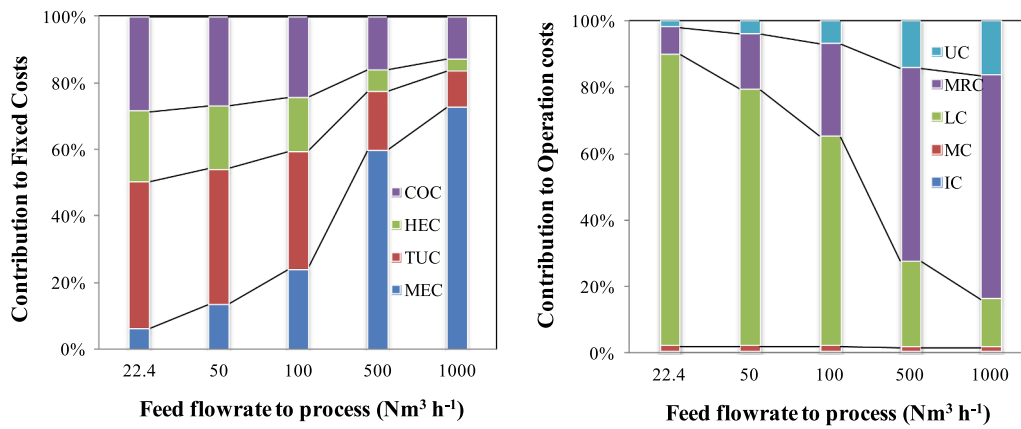 Contribution to Fixed Costs
100%
80%
60%
40%
20%
0%
COC
HEC
TUC
MEC
22.4 50 100 500 1000
Feed flowrate to process (Nm³ h⁻¹)
Contribution to Operation costs
100%
80%
60%
40%
20%
0%
UC
MRC
LC
MC
IC
22.4 50 100 500 1000
Feed flowrate to process (Nm³ h⁻¹)